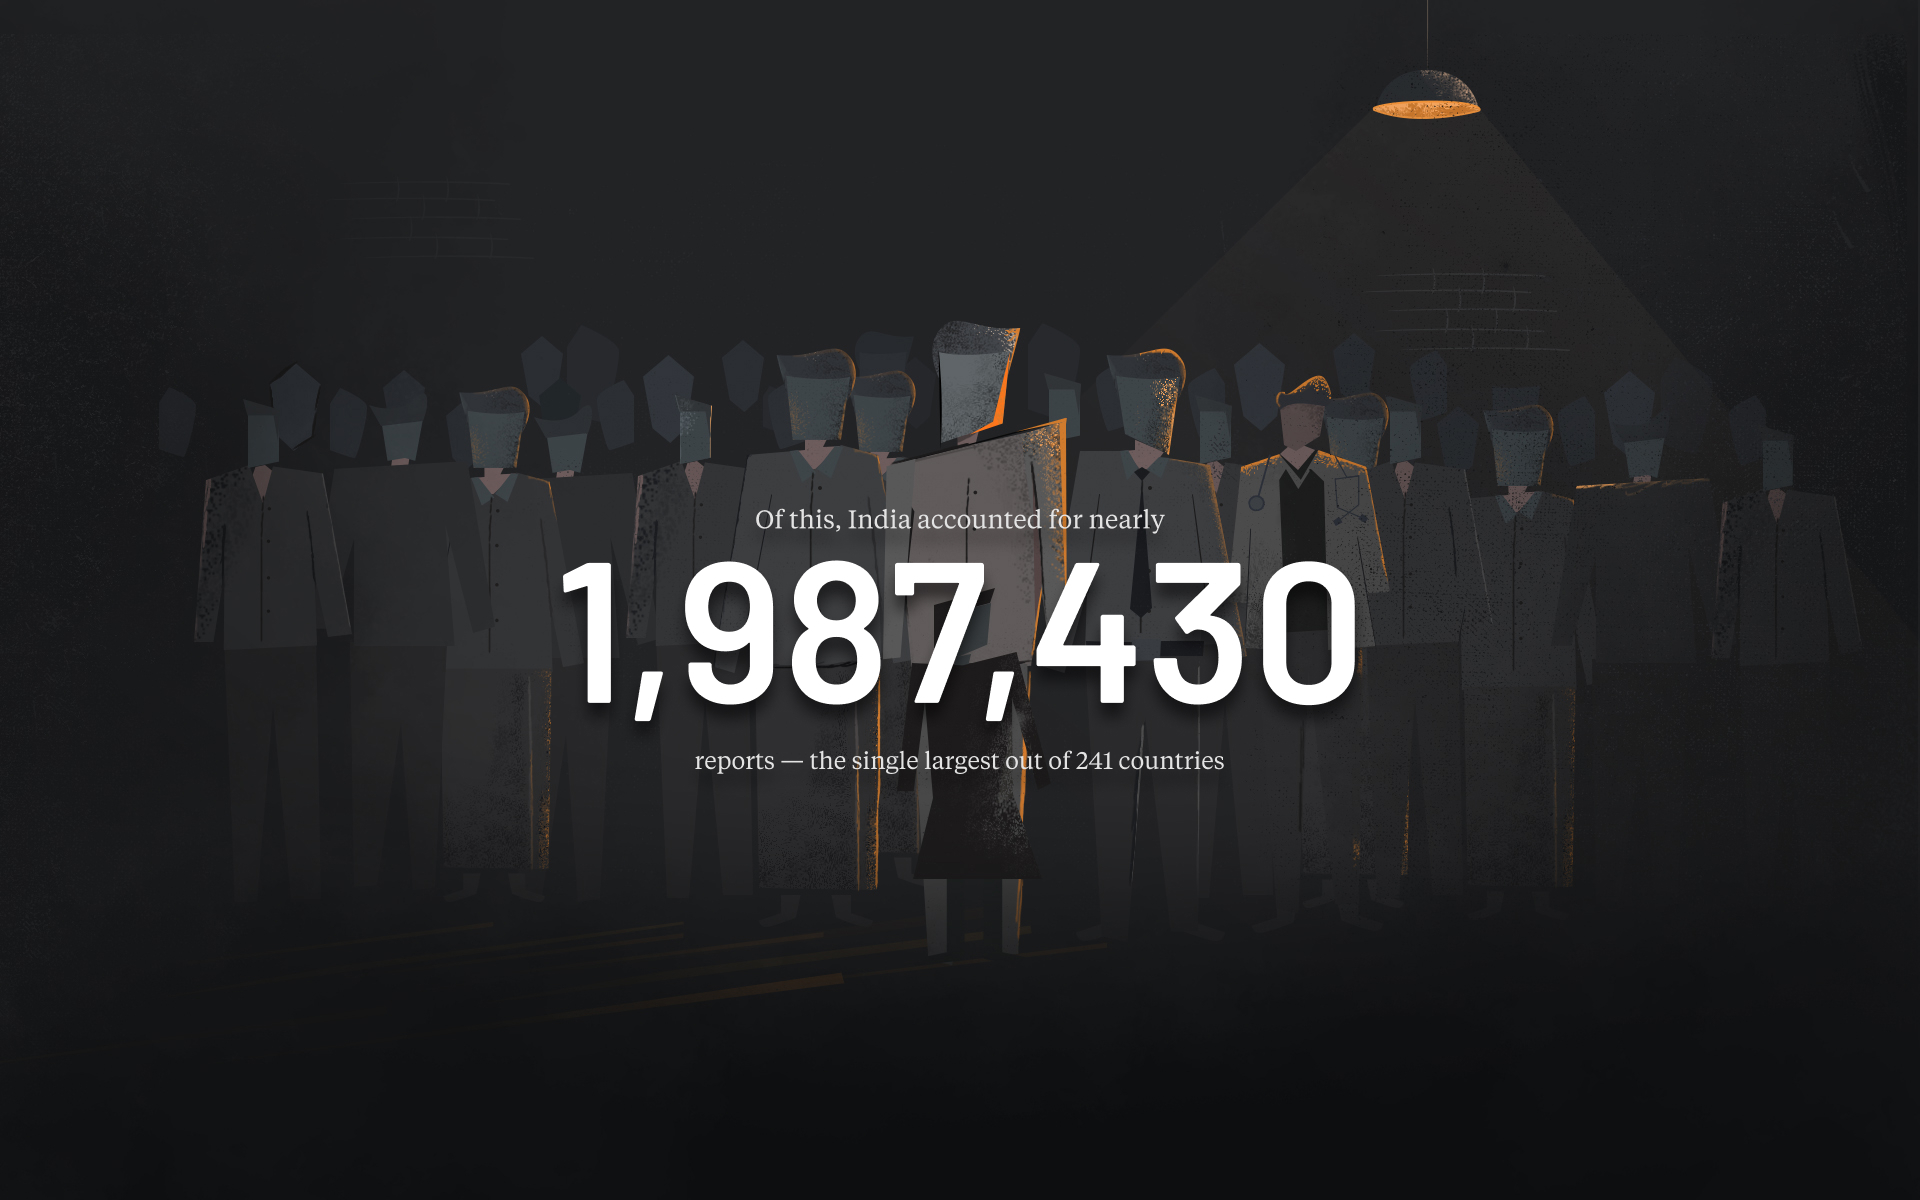 Of this, India accounted for nearly
1,987,430
reports — the single largest out of 241 countries